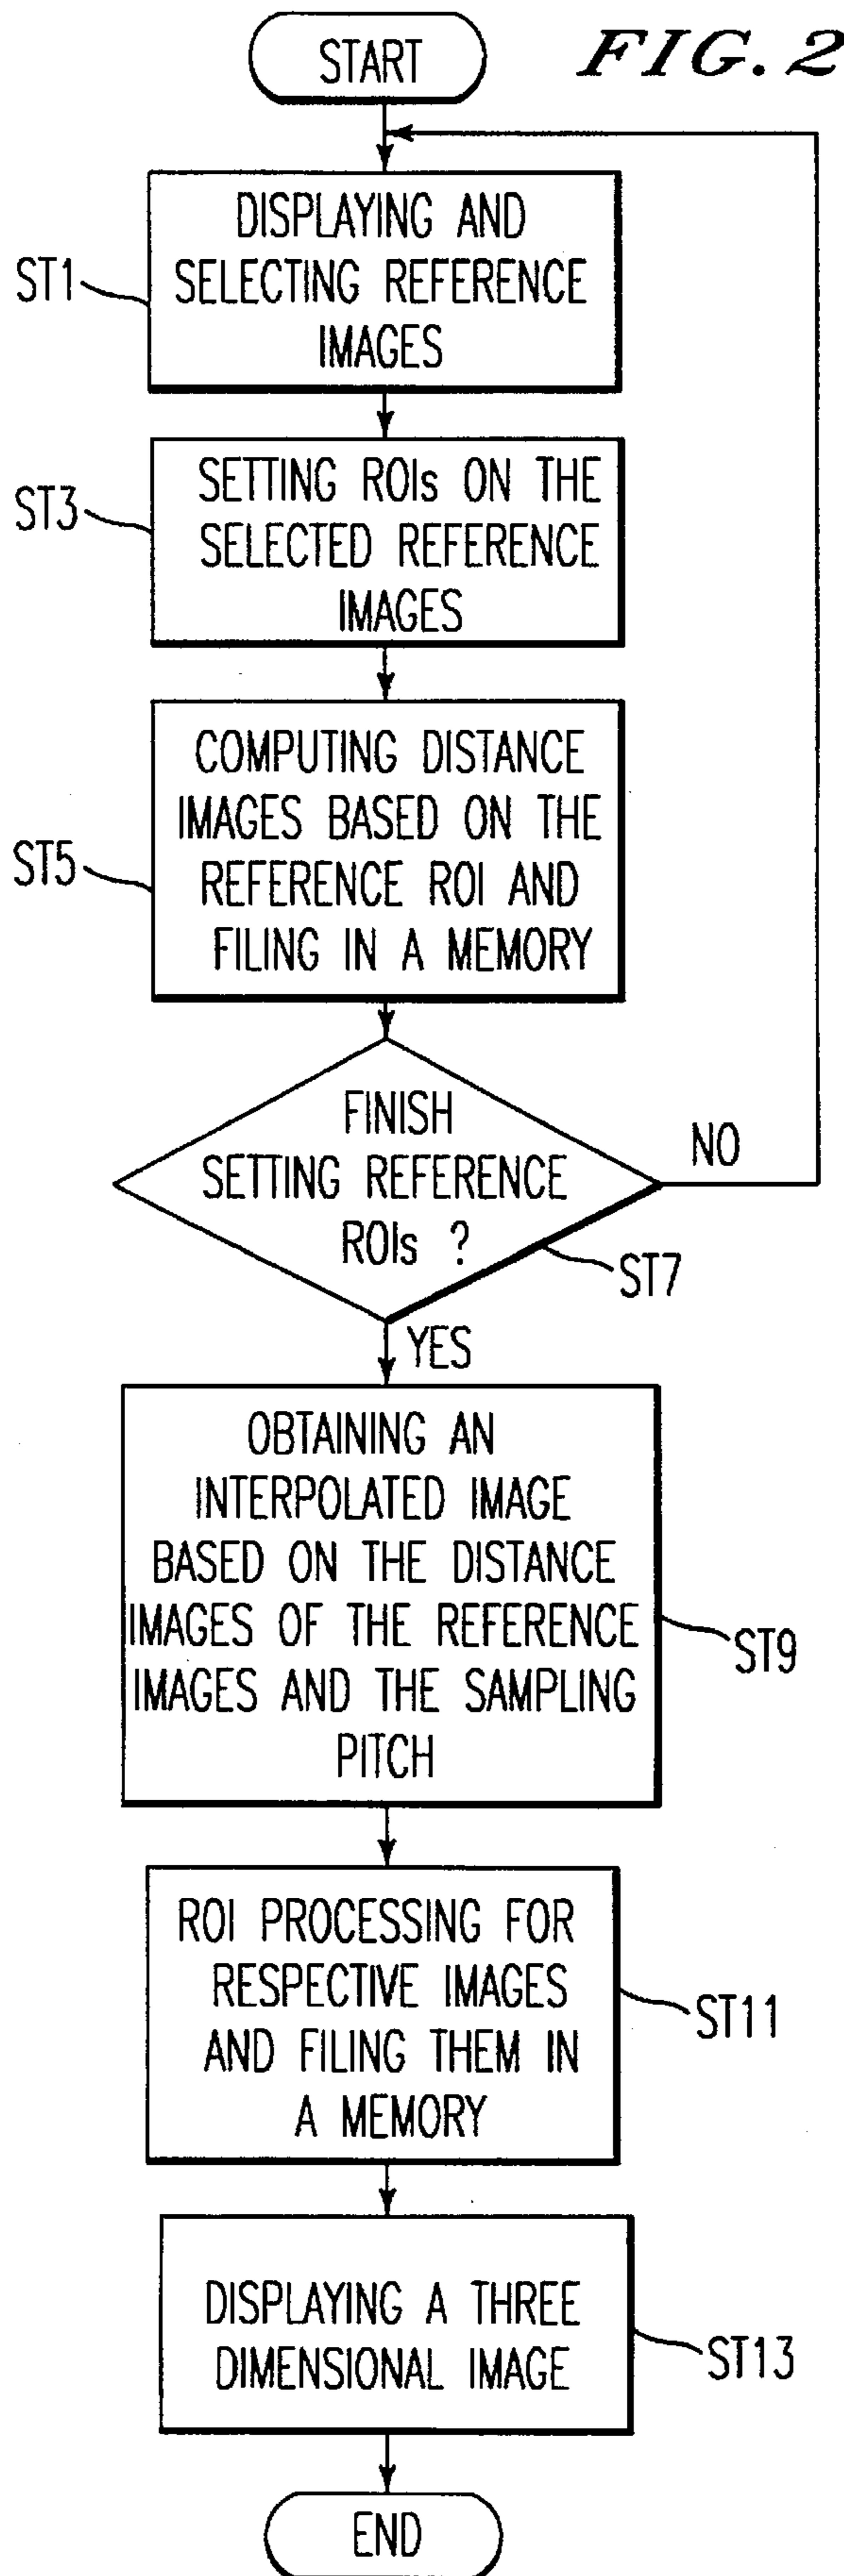 FIG. 2
START
DISPLAYING AND
SELECTING REFERENCE
IMAGES
ST1
SETTING ROIs ON THE
SELECTED REFERENCE
IMAGES
ST3
COMPUTING DISTANCE
IMAGES BASED ON THE
REFERENCE ROI AND
FILING IN A MEMORY
ST5
FINISH
SETTING REFERENCE
ROIs ?
NO
ST7
YES
OBTAINING AN
INTERPOLATED IMAGE
BASED ON THE DISTANCE
IMAGES OF THE REFERENCE
IMAGES AND THE SAMPLING
PITCH
ST9
ROI PROCESSING FOR
RESPECTIVE IMAGES
AND FILING THEM IN
A MEMORY
ST11
DISPLAYING A THREE
DIMENSIONAL IMAGE
ST13
END